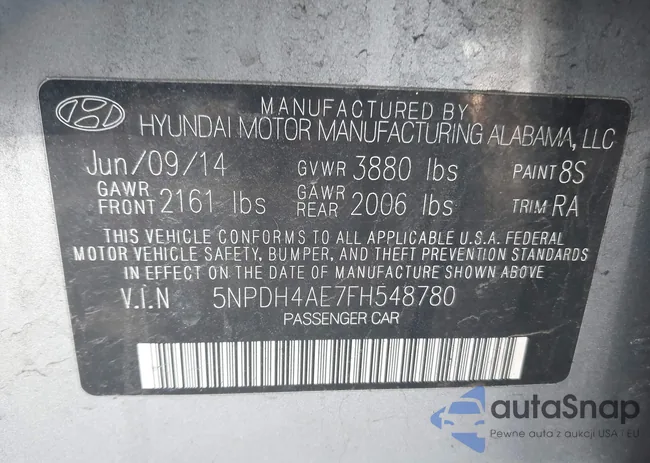 MANUFACTURED BY
HYUNDAI MOTOR MANUFACTURING ALABAMA, LLC
Jun/09/14 GVWR 3880 lbs PAINT 8S
GAWR FRONT 2161 lbs GAWR REAR 2006 lbs TRIM RA
THIS VEHICLE CONFORMS TO ALL APPLICABLE U.S.A. FEDERAL
MOTOR VEHICLE SAFETY, BUMPER, AND THEFT PREVENTION STANDARDS
IN EFFECT ON THE DATE OF MANUFACTURE SHOWN ABOVE
V.I.N 5NPDH4AE7FH548780
PASSENGER CAR
autaSnap
Pewne auta z aukcji USA i EU